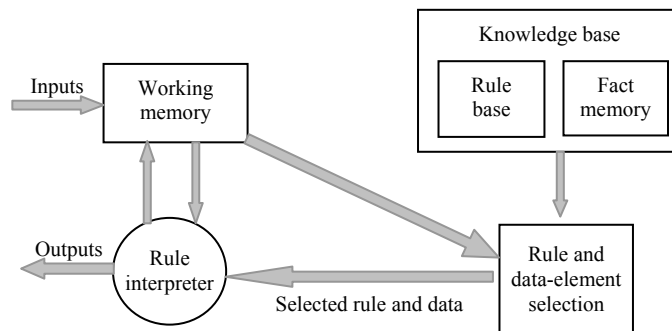 Knowledge base
Inputs
Working
memory
Rule
base
Fact
memory
Outputs
Rule
interpreter
Selected rule and data
Rule and
data-element
selection